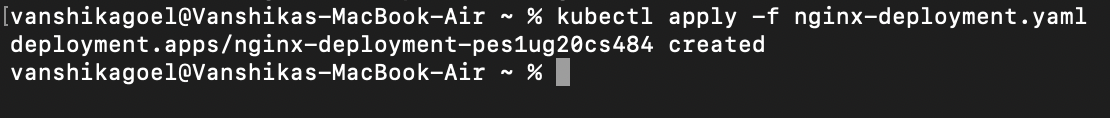 [vanshikagoel@Vanshikas-MacBook-Air ~ % kubectl apply -f nginx-deployment.yaml
deployment.apps/nginx-deployment-pes1ug20cs484 created
vanshikagoel@Vanshikas-MacBook-Air ~ %